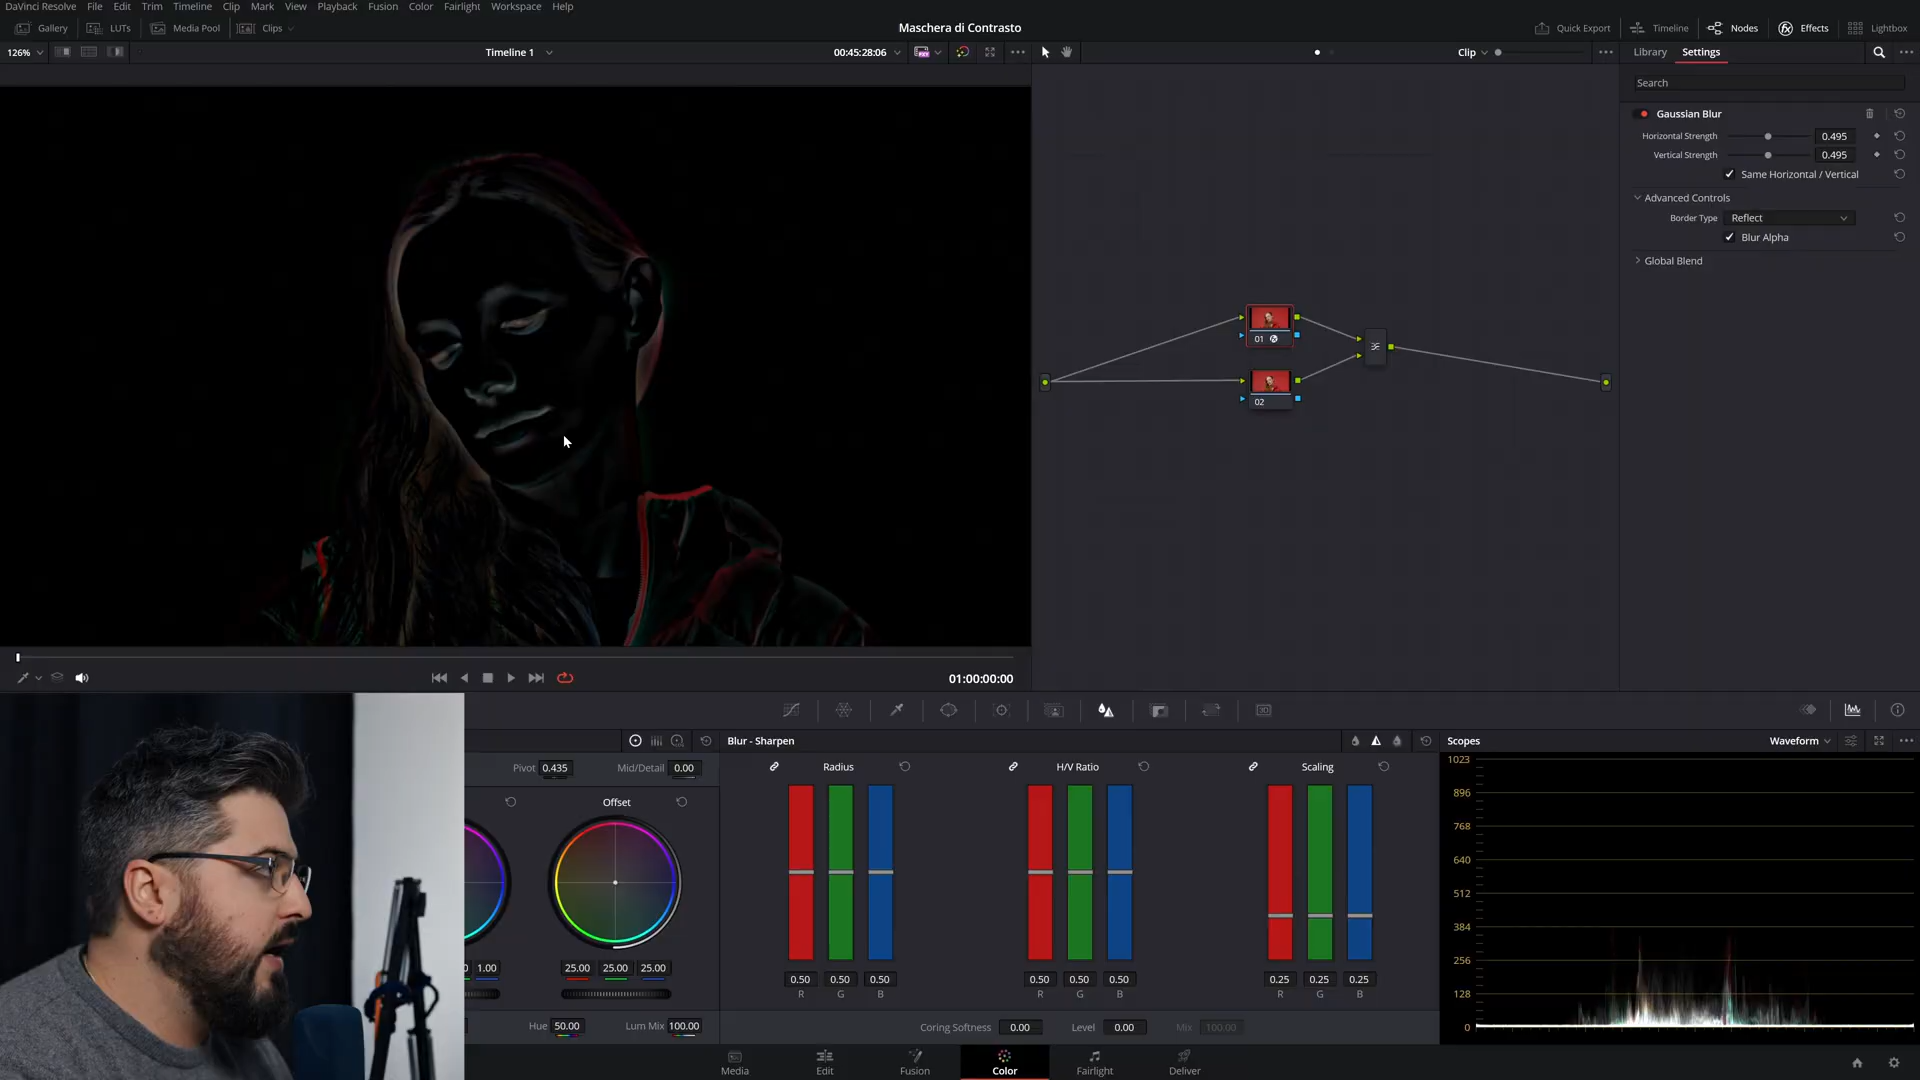 DaVinci Resolve File Edit Trim Timeline Clip Mark View Playback Fusion Color Fairlight Workspace Help
Gallery LUTs Media Pool Clips Maschera di Contrasto Quick Export Timeline Nodes Effects Lightbox
126% Timeline 1 00:45:28:06 Clip Library Settings
Search
Gaussian Blur
Horizontal Strength 0.495
Vertical Strength 0.495
Same Horizontal / Vertical
Advanced Controls
Border Type Reflect
Blur Alpha
Global Blend
01
02
01:00:00:00
3D
Blur - Sharpen Scopes Waveform
Pivot 0.435 Mid/Detail 0.00 Radius H/V Ratio Scaling
Offset
1023
896
768
640
512
384
256
128
0
0 1.00 25.00 25.00 25.00
0.50 0.50 0.50 0.50 0.50 0.50 0.25 0.25 0.25
R G B R G B R G B
Hue 50.00 Lum Mix 100.00 Coring Softness 0.00 Level 0.00 Mix 100.00
Media Edit Fusion Color Fairlight Deliver